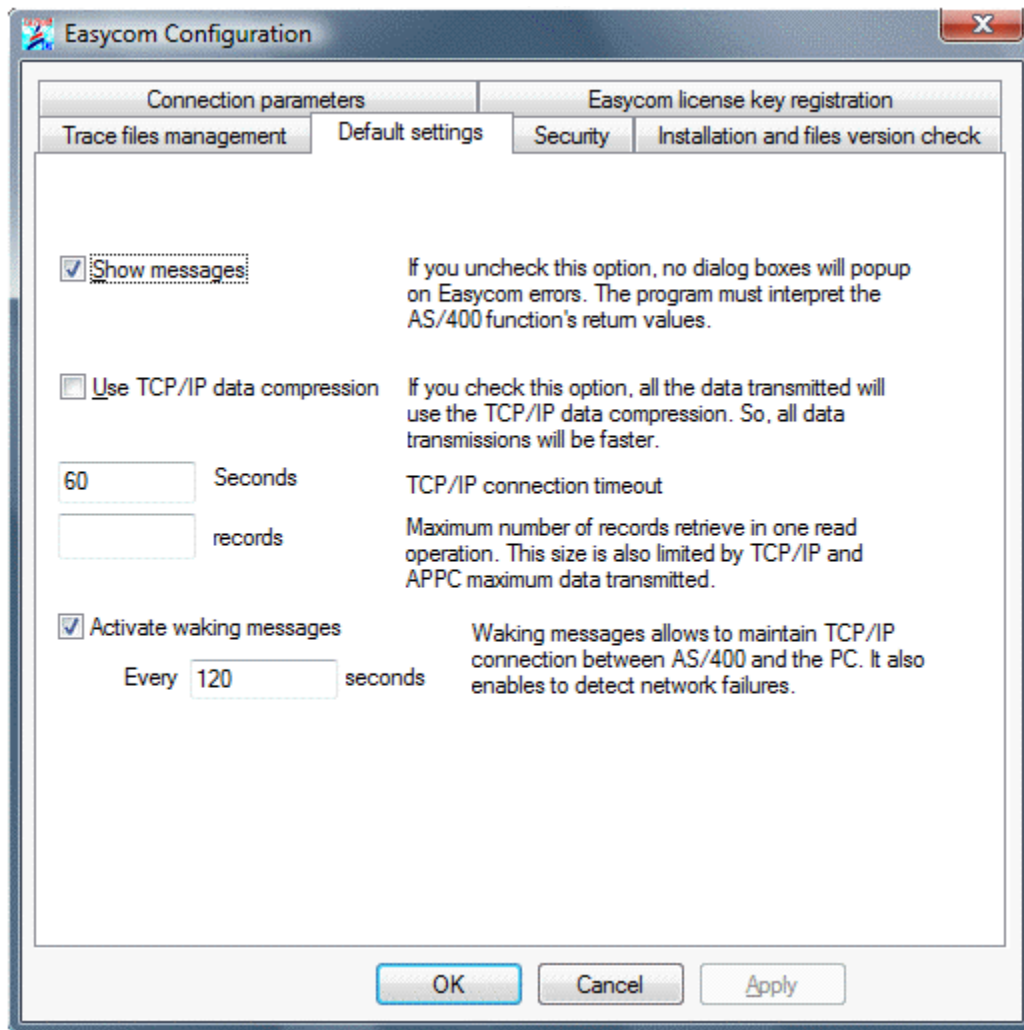 Easycom Configuration
Connection parameters
Easycom license key registration
Trace files management
Default settings
Security
Installation and files version check
Show messages
If you uncheck this option, no dialog boxes will popup
on Easycom errors. The program must interpret the
AS/400 function's return values.
Use TCP/IP data compression
If you check this option, all the data transmitted will
use the TCP/IP data compression. So, all data
transmissions will be faster.
60 Seconds
TCP/IP connection timeout
records
Maximum number of records retrieve in one read
operation. This size is also limited by TCP/IP and
APPC maximum data transmitted.
Activate waking messages
Every 120 seconds
Waking messages allows to maintain TCP/IP
connection between AS/400 and the PC. It also
enables to detect network failures.
OK
Cancel
Apply